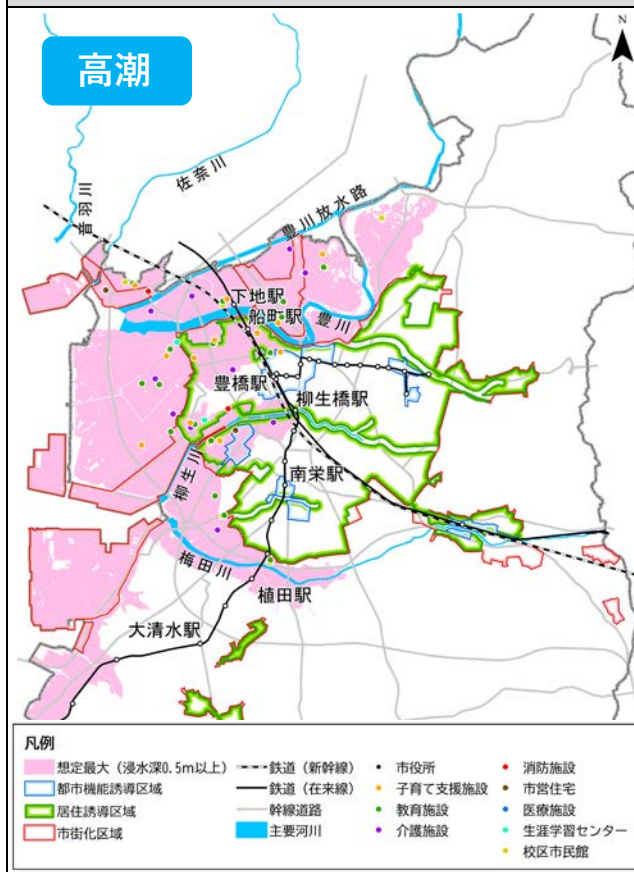 高潮
N
佐奈川
音羽川
豊川放水路
下地駅
船町駅
豊川
豊橋駅
柳生橋駅
柳生川
南栄駅
梅田川
植田駅
大清水駅
凡例
想定最大（浸水深0.5m以上）
都市機能誘導区域
居住誘導区域
市街化区域
鉄道（新幹線）
鉄道（在来線）
幹線道路
主要河川
市役所
子育て支援施設
教育施設
介護施設
消防施設
市営住宅
医療施設
生涯学習センター
校区市民館